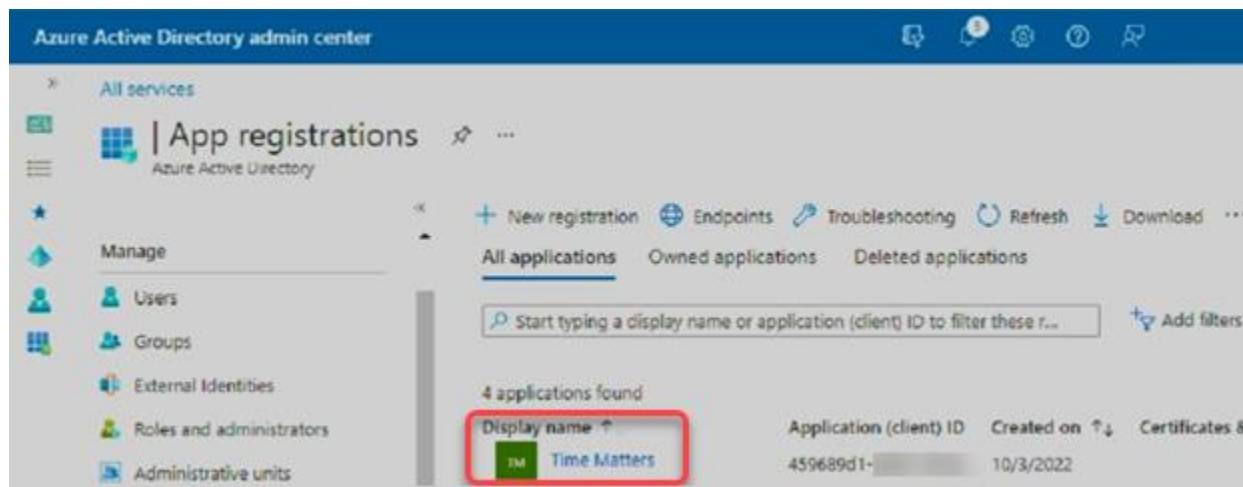 Azure Active Directory admin center
All services
| App registrations
Azure Active Directory
+ New registration Endpoints Troubleshooting Refresh Download ...
Manage
All applications Owned applications Deleted applications
Users
Start typing a display name or application (client) ID to filter these r... Add filters
Groups
External Identities
4 applications found
Roles and administrators
Display name ↑ Application (client) ID Created on ↑↓ Certificates &
TM Time Matters 459689d1- 10/3/2022
Administrative units